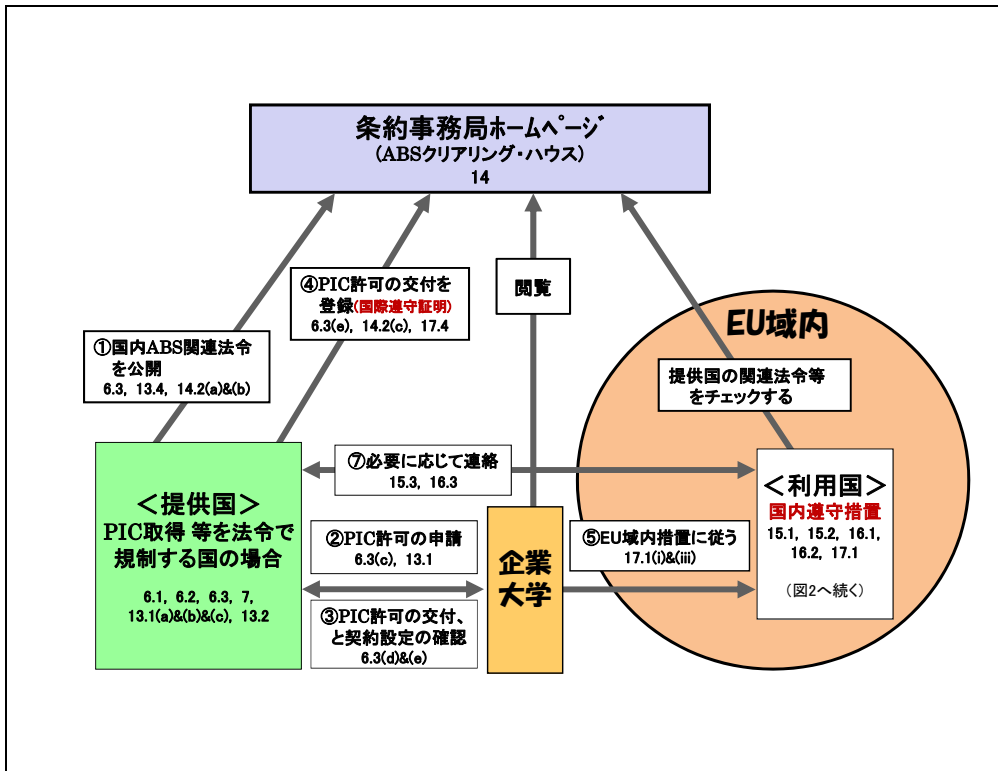 条約事務局ホームページ
(ABSクリアリング・ハウス)
14
④PIC許可の交付を
登録(国際遵守証明)
6.3(e), 14.2(c), 17.4
閲覧
EU域内
①国内ABS関連法令
を公開
6.3, 13.4, 14.2(a)&(b)
提供国の関連法令等
をチェックする
⑦必要に応じて連絡
15.3, 16.3
＜提供国＞
PIC取得 等を法令で
規制する国の場合
6.1, 6.2, 6.3, 7,
13.1(a)&(b)&(c), 13.2
②PIC許可の申請
6.3(c), 13.1
③PIC許可の交付、
と契約設定の確認
6.3(d)&(e)
企業
大学
⑤EU域内措置に従う
17.1(i)&(iii)
＜利用国＞
国内遵守措置
15.1, 15.2, 16.1,
16.2, 17.1
(図2へ続く)